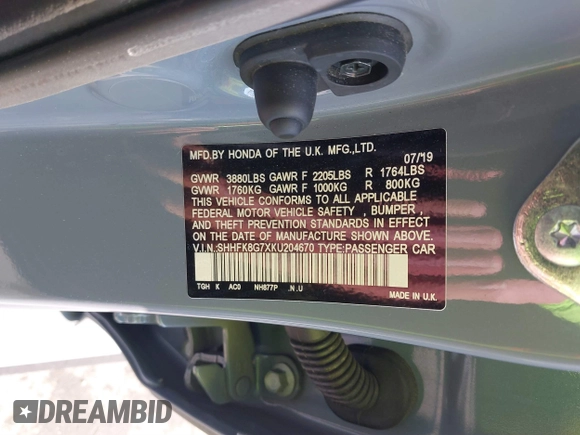 MFD.BY HONDA OF THE U.K. MFG.,LTD.
07/19
GVWR 3880LBS GAWR F 2205LBS R 1764LBS
GVWR 1760KG GAWR F 1000KG R 800KG
THIS VEHICLE CONFORMS TO ALL APPLICABLE
FEDERAL MOTOR VEHICLE SAFETY , BUMPER ,
AND THEFT PREVENTION STANDARDS IN EFFECT
ON THE DATE OF MANUFACTURE SHOWN ABOVE.
V.I.N.:SHHFK8G7XKU204670 TYPE:PASSENGER CAR
TGH K AC0 NH877P .N.U
MADE IN U.K.
DREAMBID